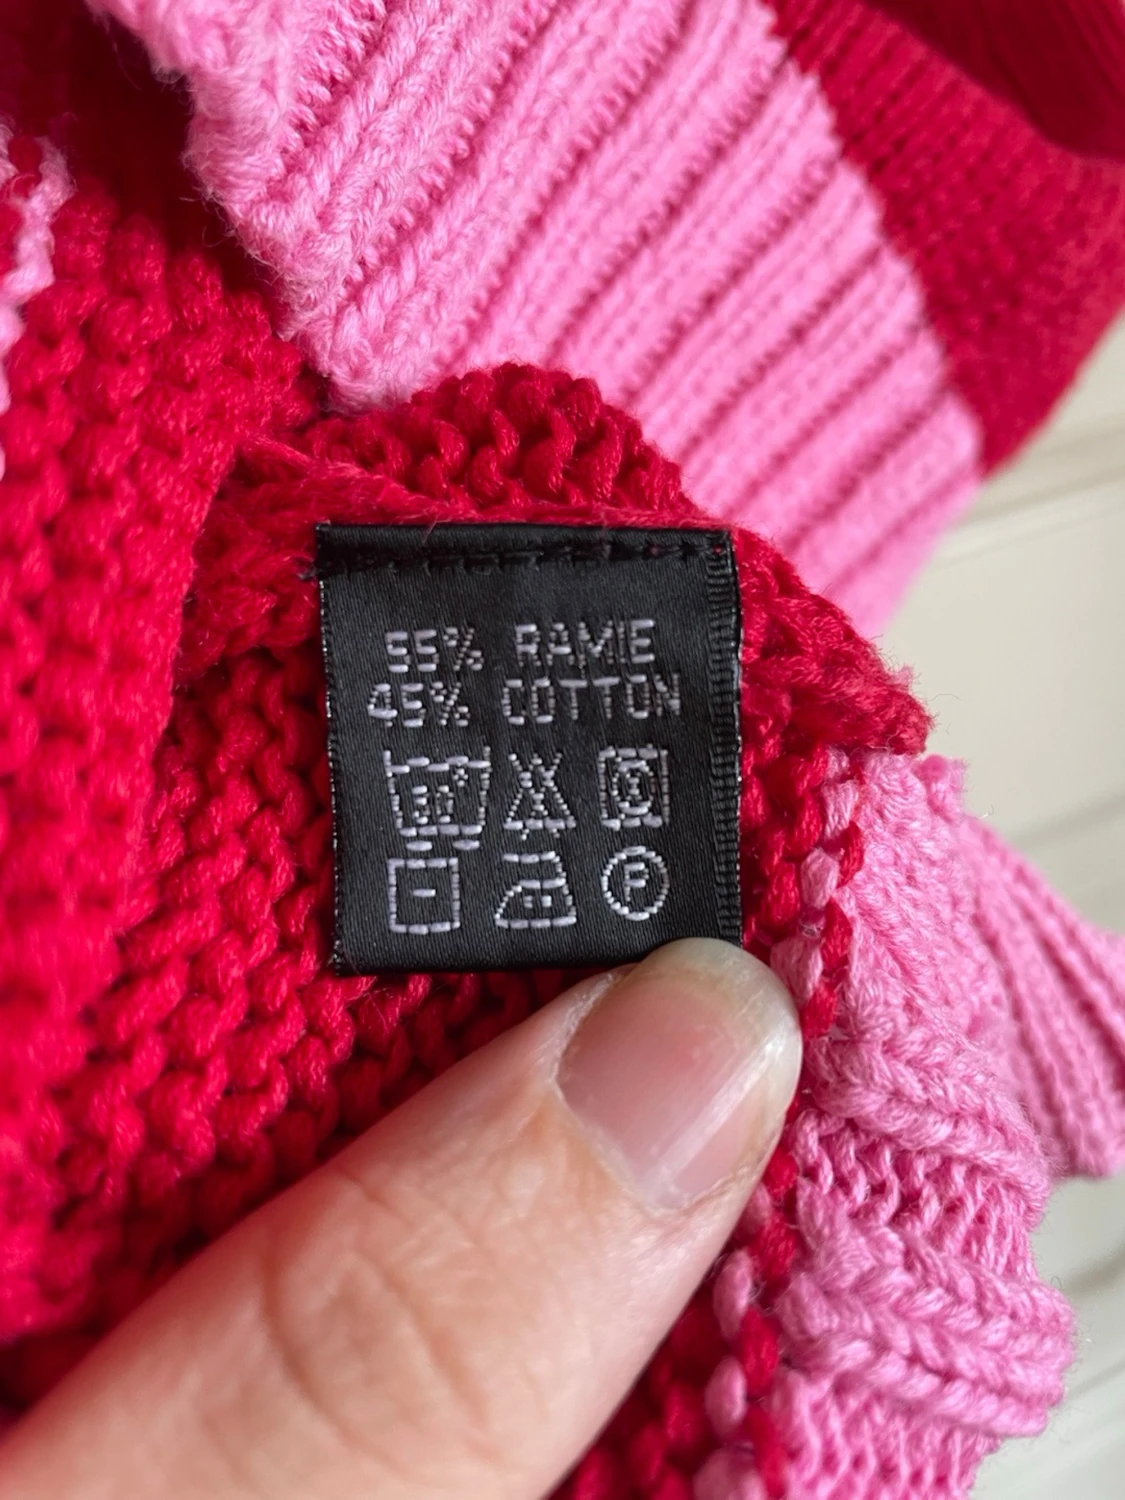 55% RAMIE
45% COTTON
F